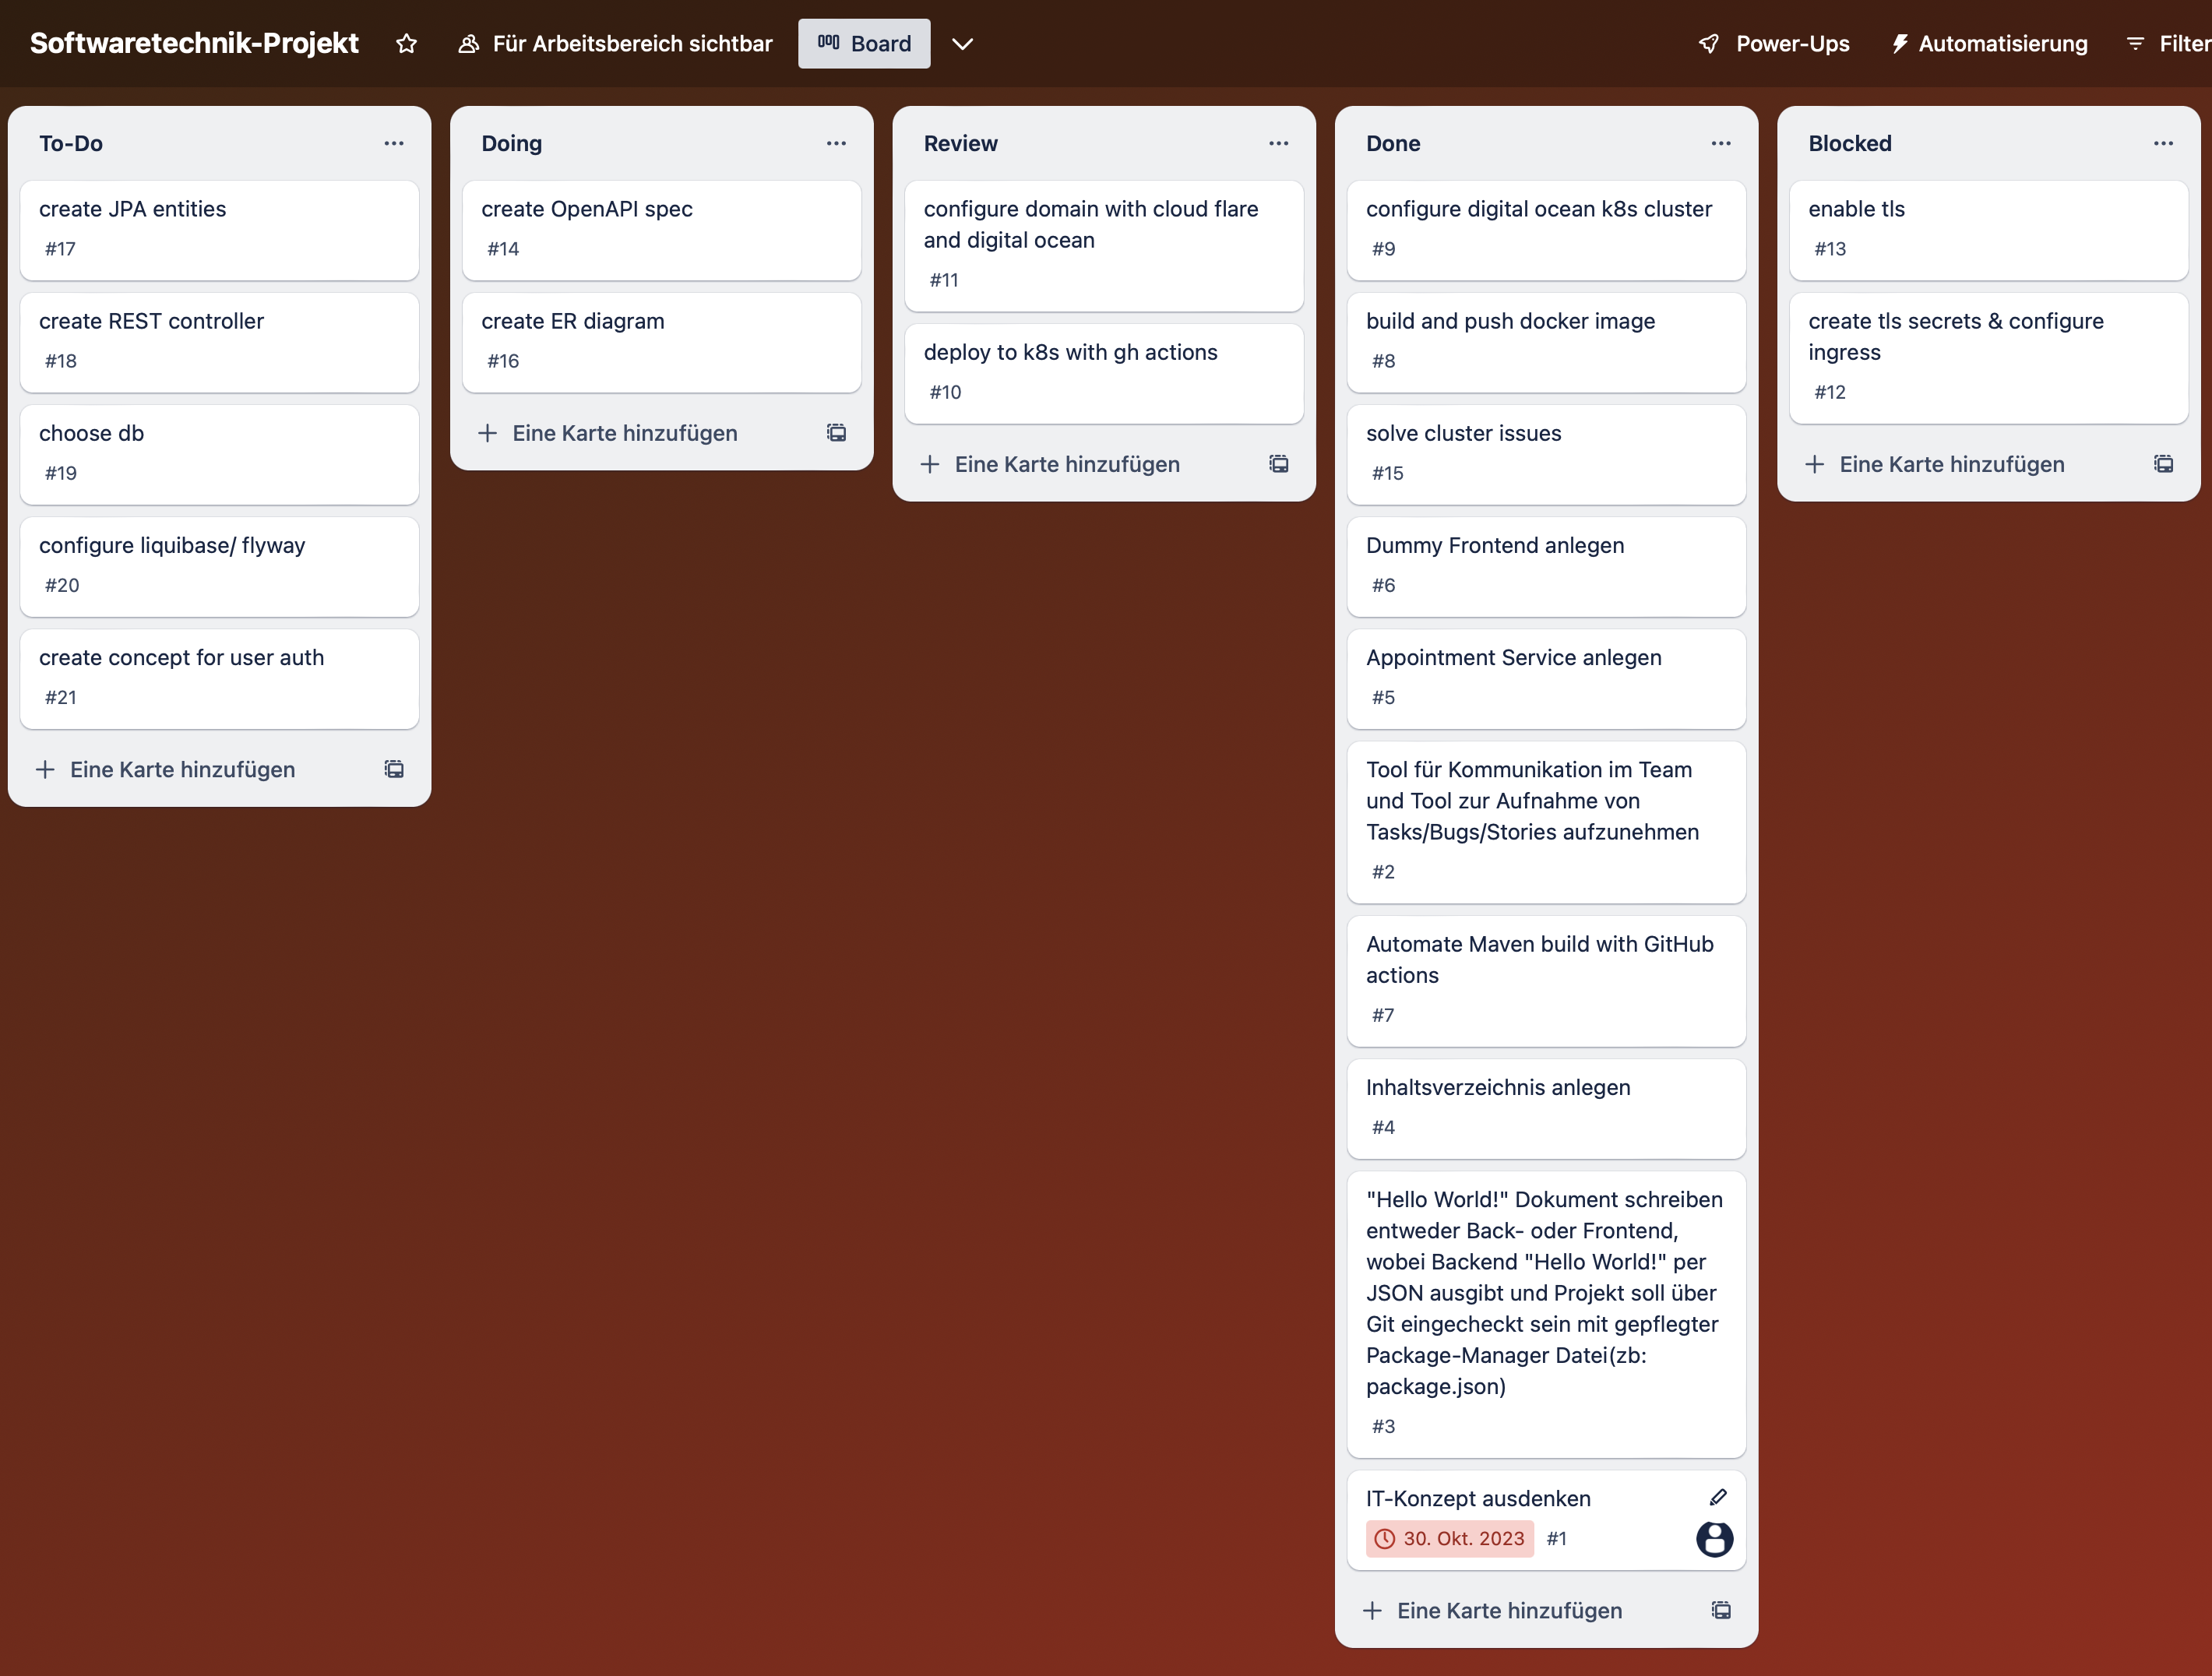 Softwaretechnik-Projekt
Für Arbeitsbereich sichtbar
Board
Power-Ups
Automatisierung
Filter
To-Do
create JPA entities
#17
create REST controller
#18
choose db
#19
configure liquibase/ flyway
#20
create concept for user auth
#21
Eine Karte hinzufügen
Doing
create OpenAPI spec
#14
create ER diagram
#16
Eine Karte hinzufügen
Review
configure domain with cloud flare
and digital ocean
#11
deploy to k8s with gh actions
#10
Eine Karte hinzufügen
Done
configure digital ocean k8s cluster
#9
build and push docker image
#8
solve cluster issues
#15
Dummy Frontend anlegen
#6
Appointment Service anlegen
#5
Tool für Kommunikation im Team
und Tool zur Aufnahme von
Tasks/Bugs/Stories aufzunehmen
#2
Automate Maven build with GitHub
actions
#7
Inhaltsverzeichnis anlegen
#4
"Hello World!" Dokument schreiben
entweder Back- oder Frontend,
wobei Backend "Hello World!" per
JSON ausgibt und Projekt soll über
Git eingecheckt sein mit gepflegter
Package-Manager Datei(zb:
package.json)
#3
IT-Konzept ausdenken
30. Okt. 2023 #1
Eine Karte hinzufügen
Blocked
enable tls
#13
create tls secrets & configure
ingress
#12
Eine Karte hinzufügen